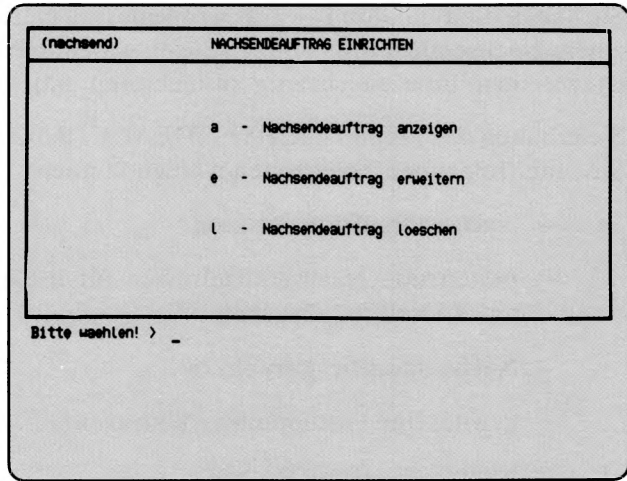 (nachsend) NACHSENDEAUFTRAG EINRICHTEN
a - Nachsendeauftrag anzeigen
e - Nachsendeauftrag erweitern
l - Nachsendeauftrag loeschen
Bitte waehlen! > _